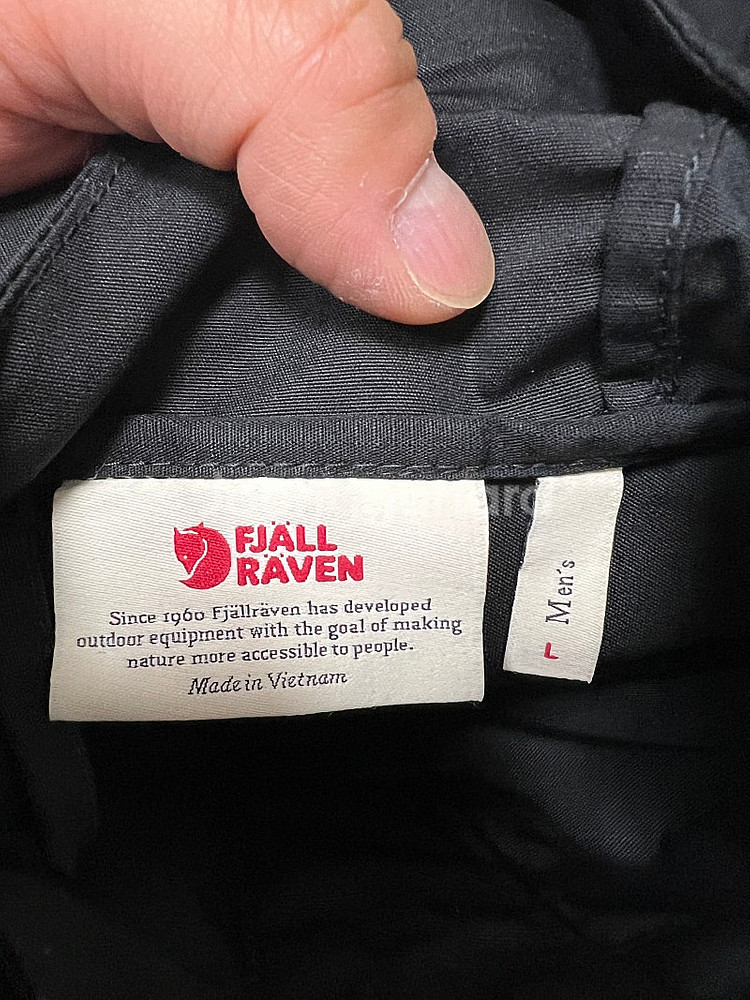 FJÄLL
RÄVEN
Since 1960 Fjällräven has developed
outdoor equipment with the goal of making
nature more accessible to people.
Made in Vietnam
Men's
L